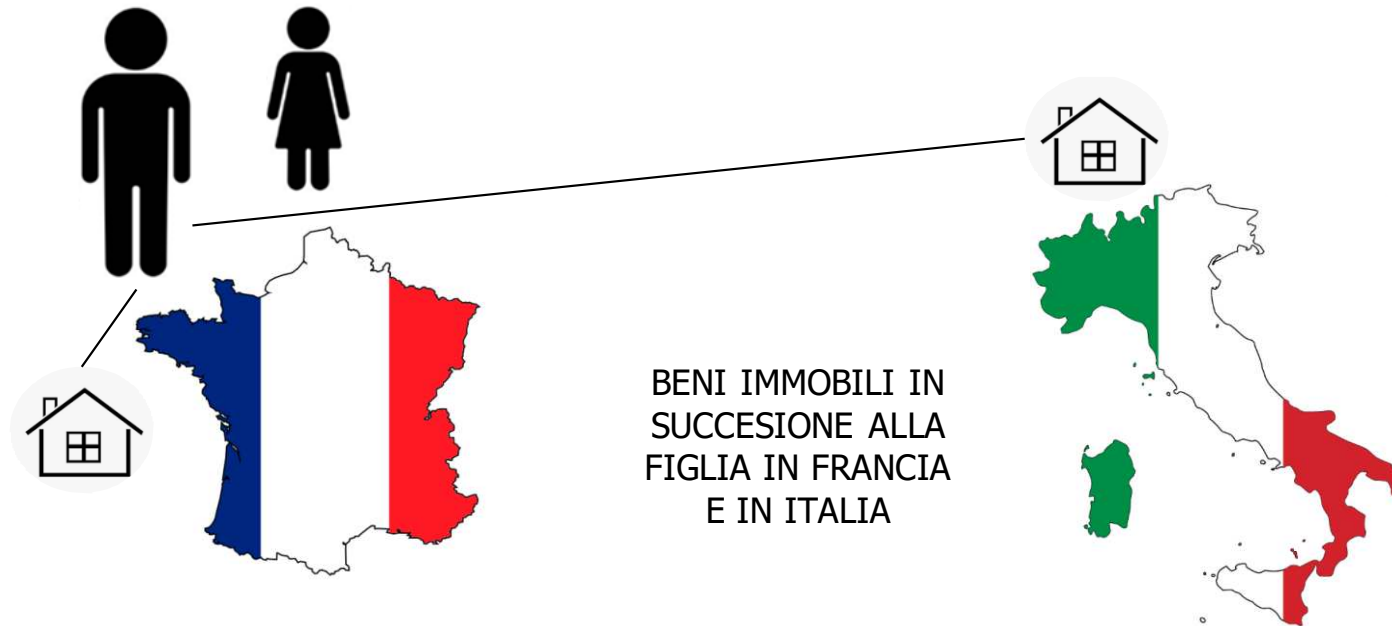 BENI IMMOBILI IN
SUCCESIONE ALLA
FIGLIA IN FRANCIA
E IN ITALIA